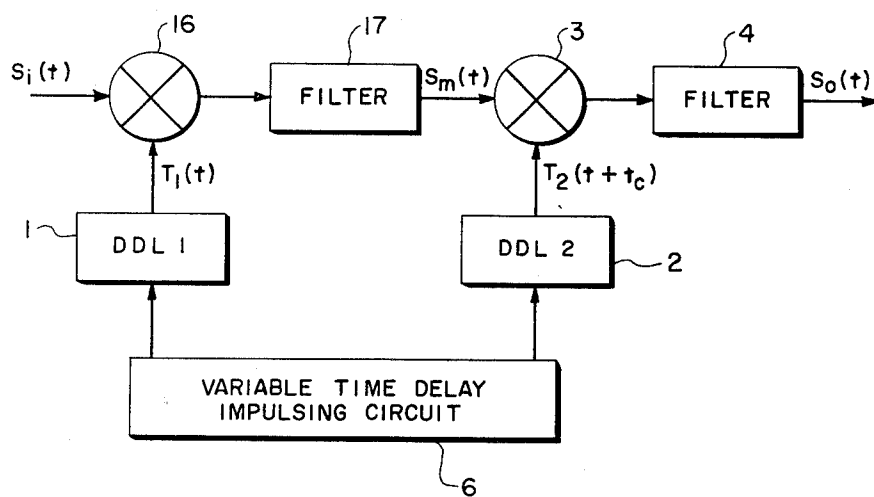 16
17
3
4
Si(t)
FILTER
Sm(t)
FILTER
So(t)
T1(t)
T2(t + tc)
1
DDL 1
DDL 2
2
VARIABLE TIME DELAY
IMPULSING CIRCUIT
6